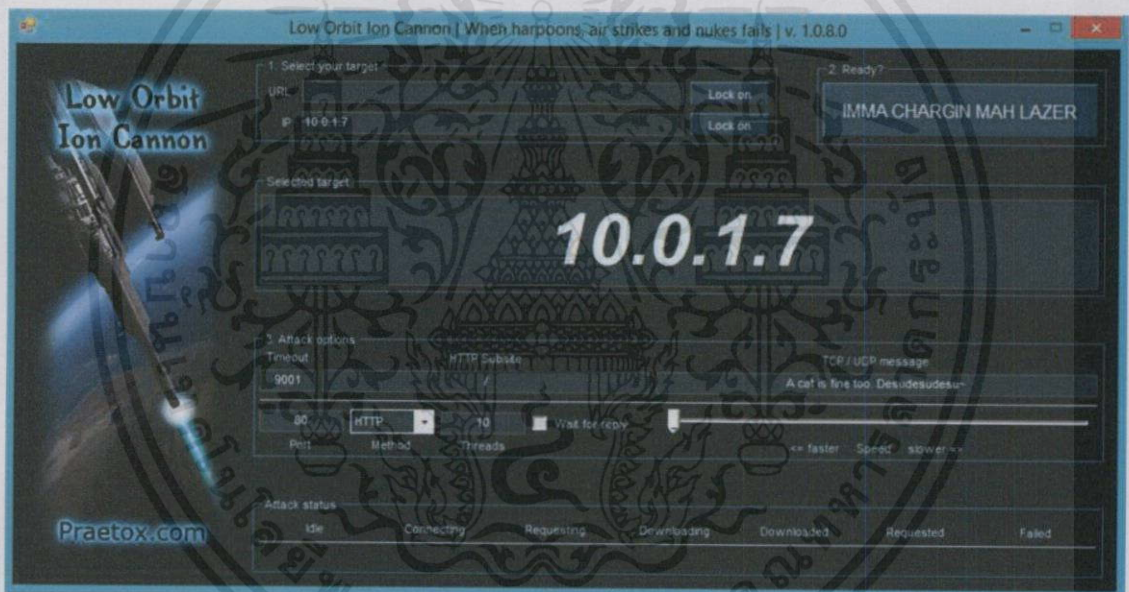 Low Orbit Ion Cannon | When harpoons, air strikes and nukes fails | v. 1.0.8.0
Low Orbit
Ion Cannon
Praetox.com
1. Select your target
URL
Lock on
IP 10.0.1.7
Lock on
2. Ready?
IMMA CHARGIN MAH LAZER
Selected target
10.0.1.7
3. Attack options
Timeout HTTP Subsite TCP / UDP message
9001 / A cat is fine too. Desudesudesu~
80 HTTP 10 Wait for reply
Port Method Threads <= faster Speed slower =>
Attack status
Idle Connecting Requesting Downloading Downloaded Requested Failed